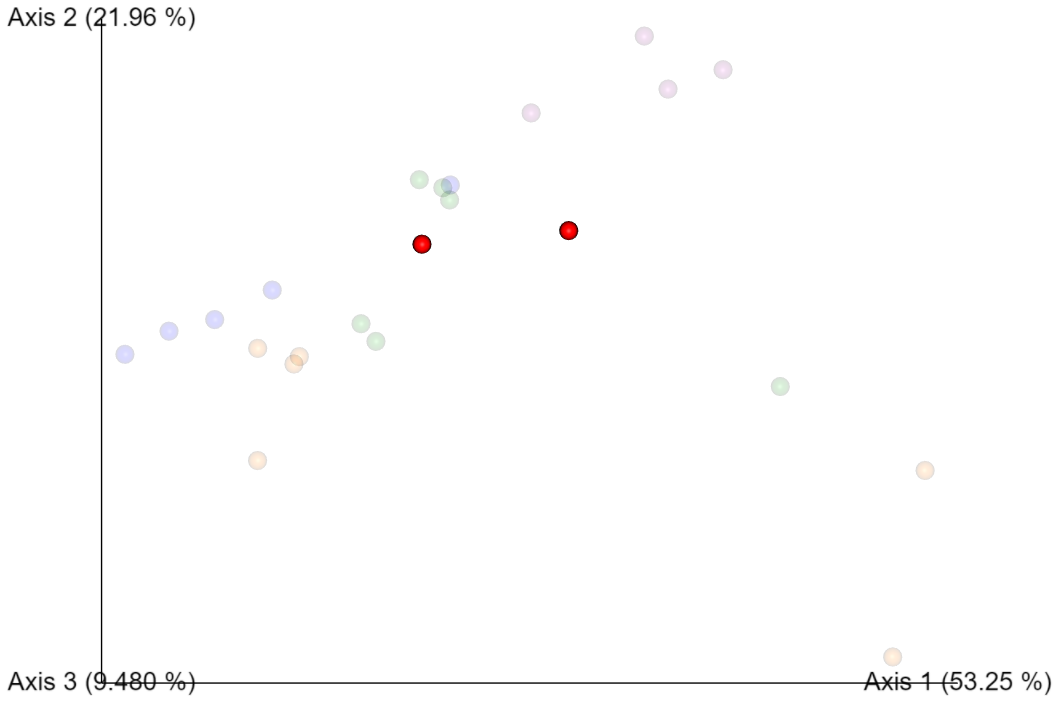 Axis 2 (21.96 %)
Axis 3 (9.480 %)
Axis 1 (53.25 %)